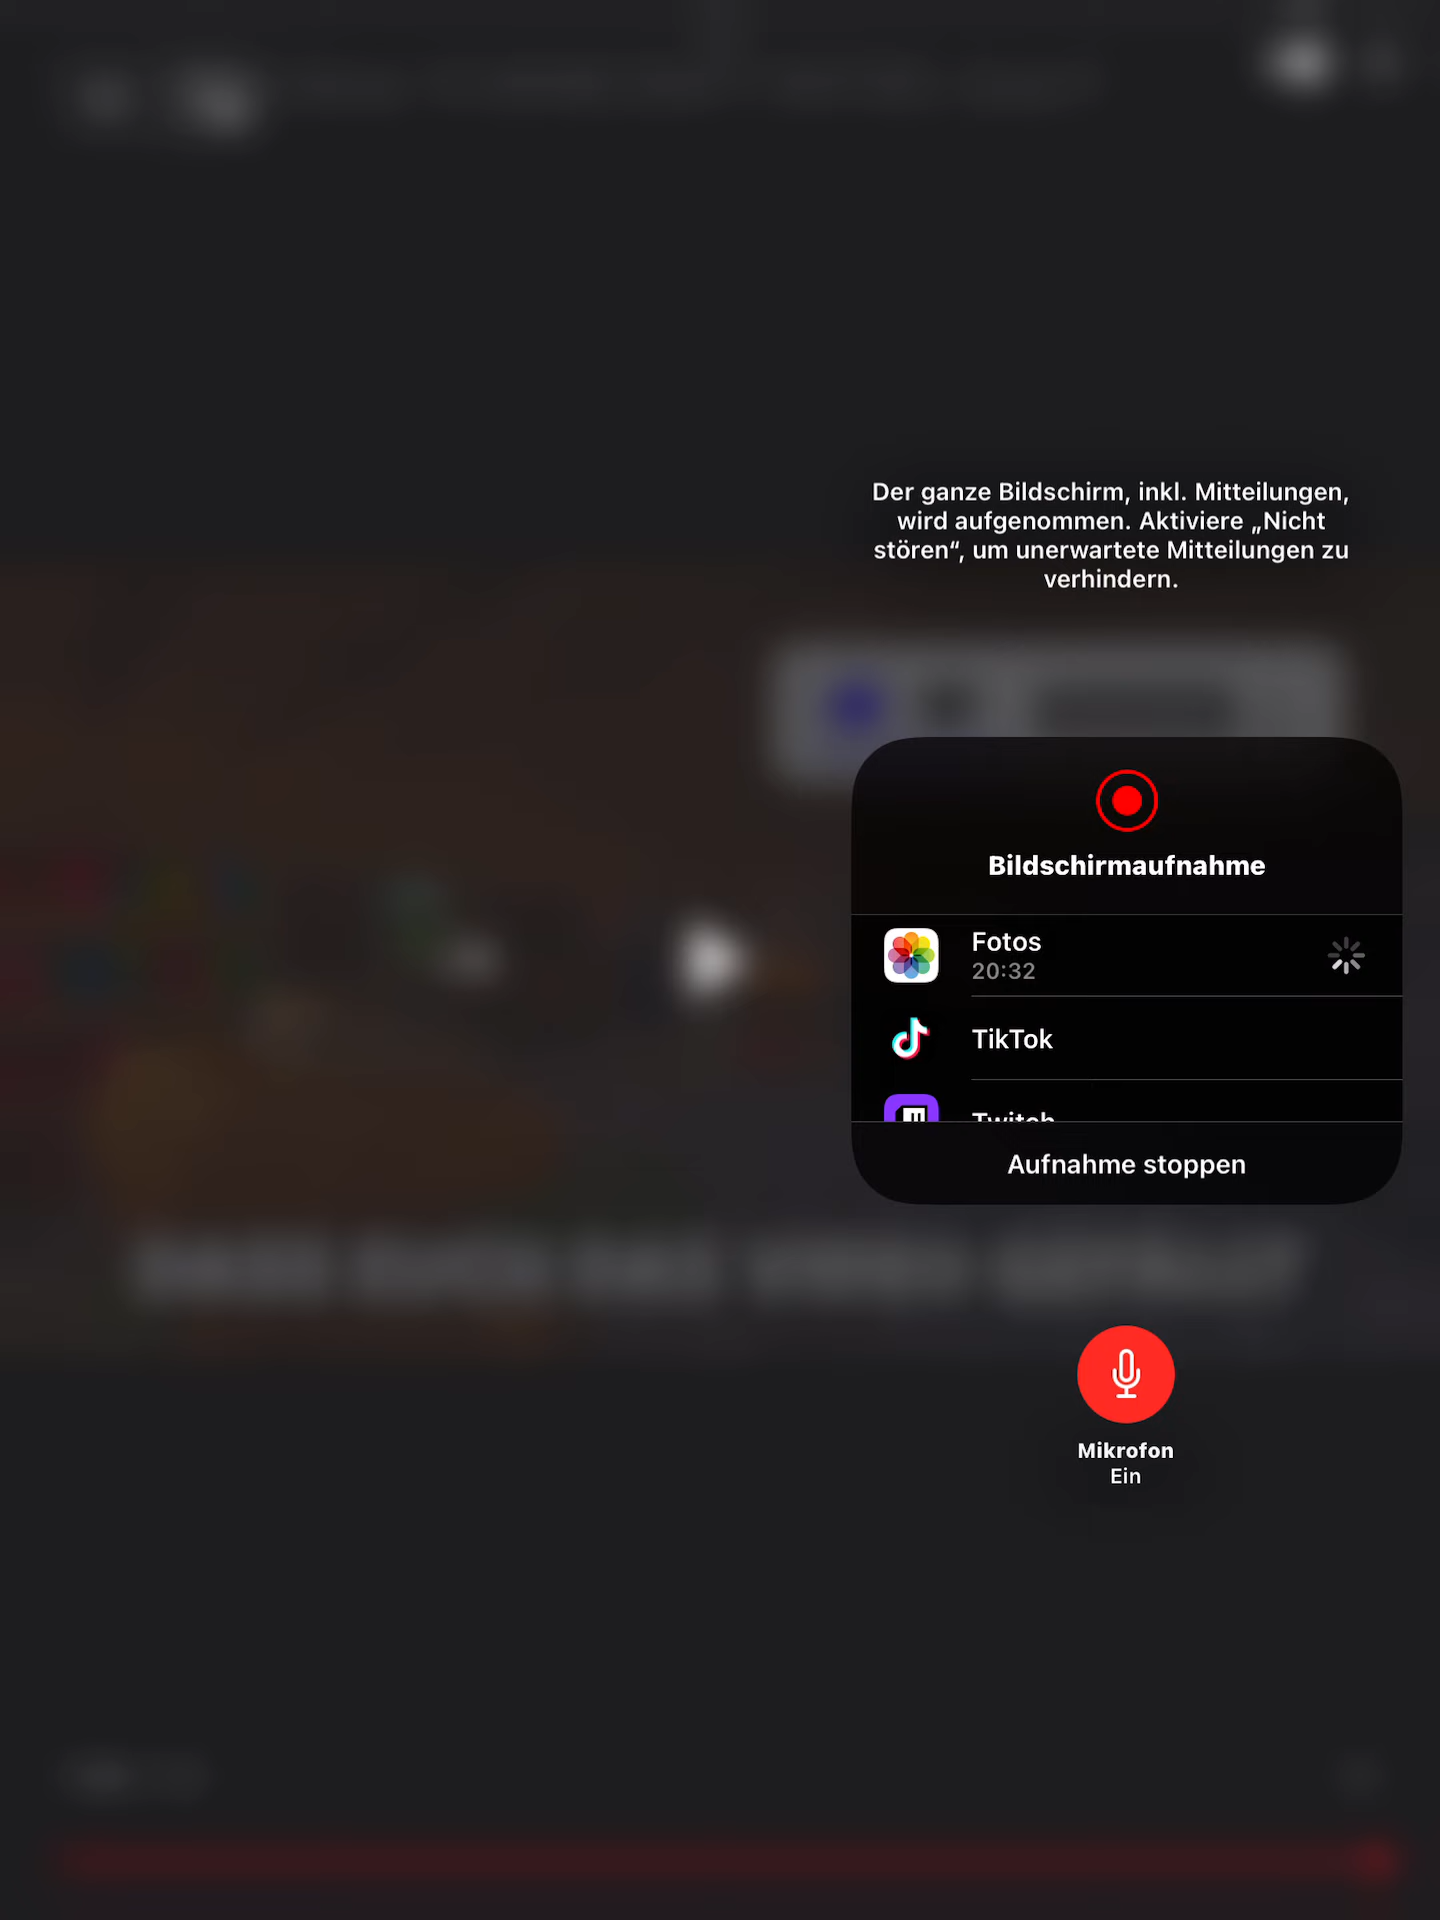 Der ganze Bildschirm, inkl. Mitteilungen,
wird aufgenommen. Aktiviere „Nicht
stören“, um unerwartete Mitteilungen zu
verhindern.
Bildschirmaufnahme
Fotos
20:32
TikTok
Twitch
Aufnahme stoppen
Mikrofon
Ein